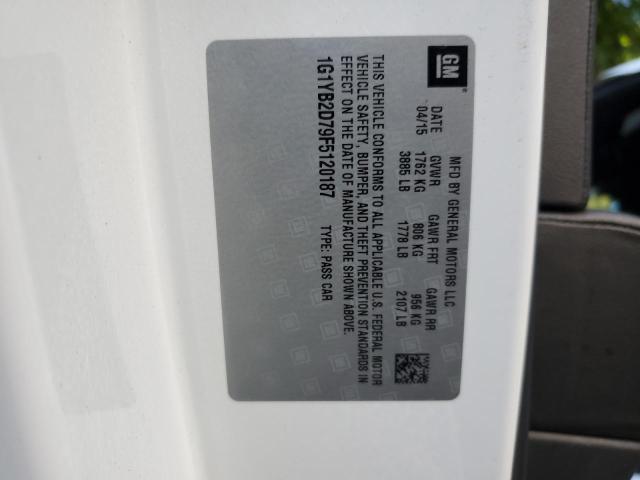 GM
MFD BY GENERAL MOTORS LLC
DATE GVWR GAWR FRT GAWR RR
04/15 1762 KG 806 KG 956 KG
3885 LB 1778 LB 2107 LB
THIS VEHICLE CONFORMS TO ALL APPLICABLE U.S. FEDERAL MOTOR
VEHICLE SAFETY, BUMPER, AND THEFT PREVENTION STANDARDS IN
EFFECT ON THE DATE OF MANUFACTURE SHOWN ABOVE.
1G1YB2D79F5120187 TYPE: PASS CAR